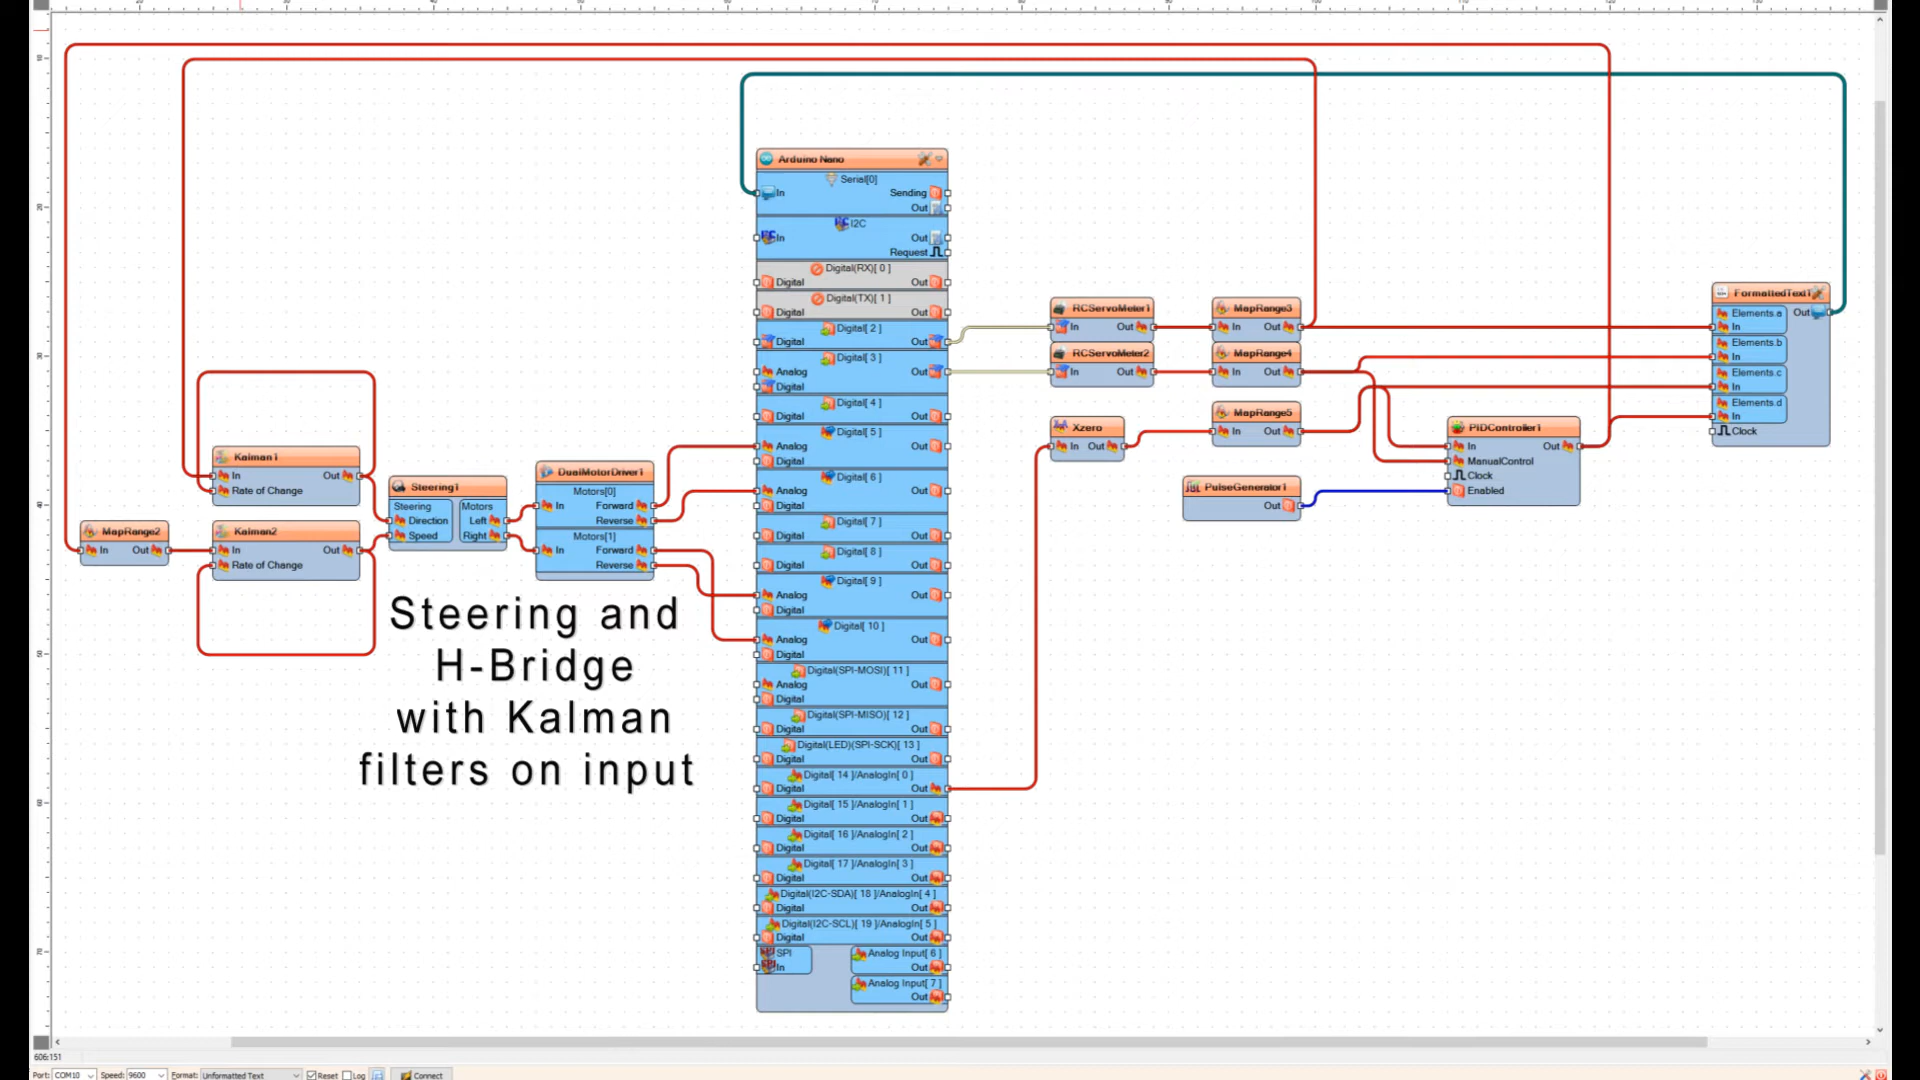 Arduino Nano
Serial[0]
In Sending
Out
I2C
In Out
Request
Digital(RX)[ 0 ]
Digital Out
Digital(TX)[ 1 ]
Digital Out
Digital[ 2 ]
Digital Out
Digital[ 3 ]
Analog Out
Digital
Digital[ 4 ]
Digital Out
Digital[ 5 ]
Analog Out
Digital
Digital[ 6 ]
Analog Out
Digital
Digital[ 7 ]
Digital Out
Digital[ 8 ]
Digital Out
Digital[ 9 ]
Analog Out
Digital
Digital[ 10 ]
Analog Out
Digital
Digital(SPI-MOSI)[ 11 ]
Analog Out
Digital
Digital(SPI-MISO)[ 12 ]
Digital Out
Digital(LED)(SPI-SCK)[ 13 ]
Digital Out
Digital[ 14 ]/AnalogIn[ 0 ]
Digital Out
Digital[ 15 ]/AnalogIn[ 1 ]
Digital Out
Digital[ 16 ]/AnalogIn[ 2 ]
Digital Out
Digital[ 17 ]/AnalogIn[ 3 ]
Digital Out
Digital(I2C-SDA)[ 18 ]/AnalogIn[ 4 ]
Digital Out
Digital(I2C-SCL)[ 19 ]/AnalogIn[ 5 ]
Digital Out
SPI
In
Analog Input[ 6 ]
Out
Analog Input[ 7 ]
Out
Kalman1
In Out
Rate of Change
MapRange2
In Out
Kalman2
In Out
Rate of Change
Steering1
Steering Motors
Direction Left
Speed Right
DualMotorDriver1
Motors[0]
In Forward
Reverse
Motors[1]
In Forward
Reverse
Steering and
H-Bridge
with Kalman
filters on input
RCServoMeter1
In Out
RCServoMeter2
In Out
MapRange3
In Out
MapRange4
In Out
Xzero
In Out
MapRange5
In Out
PulseGenerator1
Out
PIDController1
In Out
ManualControl
Clock
Enabled
FormattedText1
Elements.a Out
In
Elements.b
In
Elements.c
In
Elements.d
In
Clock
606:151
Port: COM10 Speed: 9600 Format: Unformatted Text Reset Log Connect